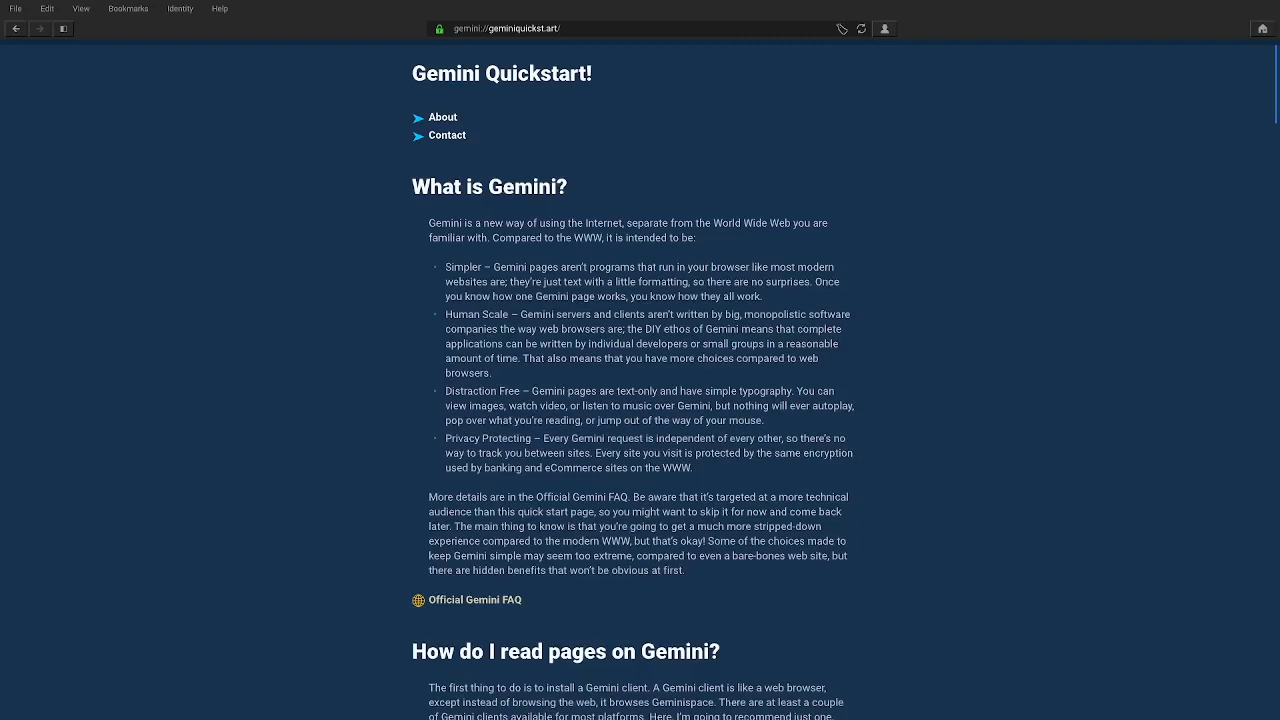 File Edit View Bookmarks Identity Help
gemini://geminiquickst.art/
Gemini Quickstart!
About
Contact
What is Gemini?
Gemini is a new way of using the Internet, separate from the World Wide Web you are
familiar with. Compared to the WWW, it is intended to be:
• Simpler – Gemini pages aren't programs that run in your browser like most modern
websites are; they're just text with a little formatting, so there are no surprises. Once
you know how one Gemini page works, you know how they all work.
• Human Scale – Gemini servers and clients aren't written by big, monopolistic software
companies the way web browsers are; the DIY ethos of Gemini means that complete
applications can be written by individual developers or small groups in a reasonable
amount of time. That also means that you have more choices compared to web
browsers.
• Distraction Free – Gemini pages are text-only and have simple typography. You can
view images, watch video, or listen to music over Gemini, but nothing will ever autoplay,
pop over what you're reading, or jump out of the way of your mouse.
• Privacy Protecting – Every Gemini request is independent of every other, so there's no
way to track you between sites. Every site you visit is protected by the same encryption
used by banking and eCommerce sites on the WWW.
More details are in the Official Gemini FAQ. Be aware that it's targeted at a more technical
audience than this quick start page, so you might want to skip it for now and come back
later. The main thing to know is that you're going to get a much more stripped-down
experience compared to the modern WWW, but that's okay! Some of the choices made to
keep Gemini simple may seem too extreme, compared to even a bare-bones web site, but
there are hidden benefits that won't be obvious at first.
Official Gemini FAQ
How do I read pages on Gemini?
The first thing to do is to install a Gemini client. A Gemini client is like a web browser,
except instead of browsing the web, it browses Geminispace. There are at least a couple
of Gemini clients available for most platforms. Here, I'm going to recommend just one,